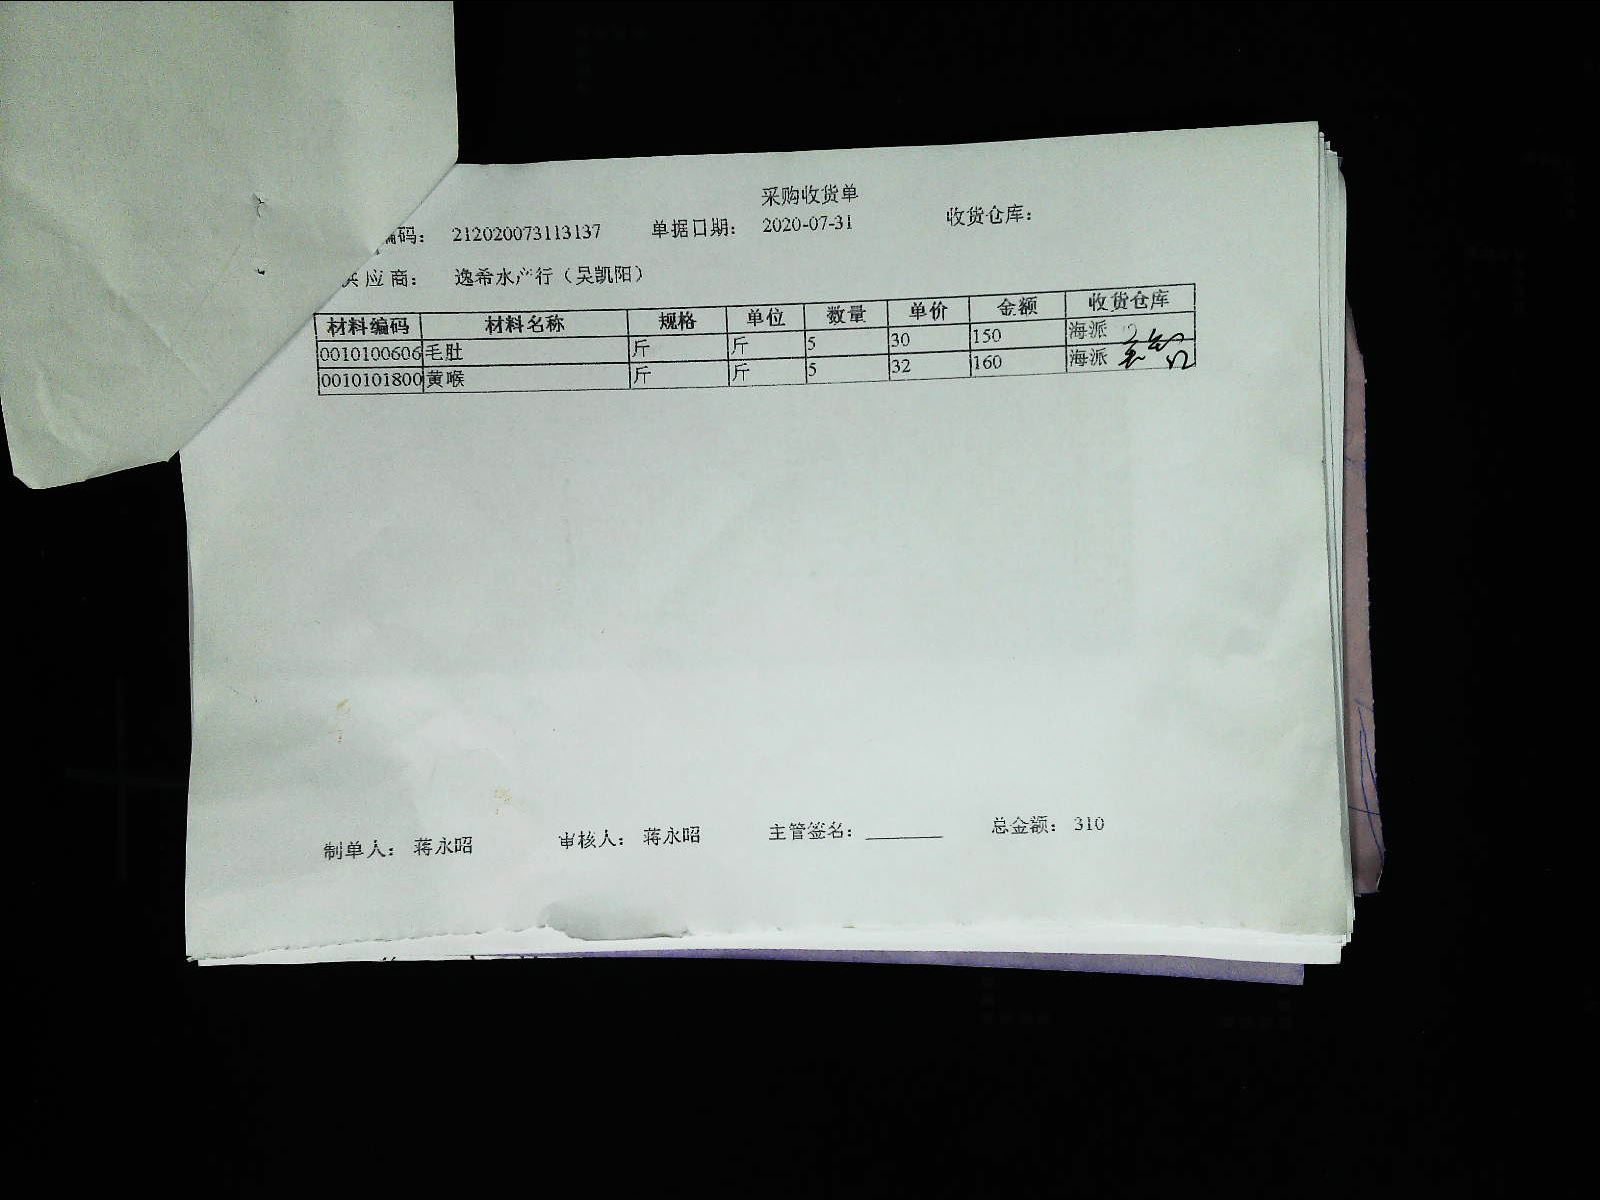 采购收货单
编码： 212020073113137 单据日期： 2020-07-31 收货仓库：
供应商： 逸希水产行（吴凯阳）
材料编码 材料名称 规格 单位 数量 单价 金额 收货仓库
0010100606 毛肚 斤 斤 5 30 150 海派
0010101800 黄喉 斤 斤 5 32 160 海派
制单人： 蒋永昭 审核人： 蒋永昭 主管签名：________ 总金额： 310